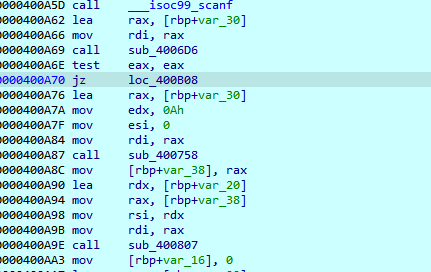 0000400A5D call    ___isoc99_scanf
0000400A62 lea     rax, [rbp+var_30]
0000400A66 mov     rdi, rax
0000400A69 call    sub_4006D6
0000400A6E test    eax, eax
0000400A70 jz      loc_400B08
0000400A76 lea     rax, [rbp+var_30]
0000400A7A mov     edx, 0Ah
0000400A7F mov     esi, 0
0000400A84 mov     rdi, rax
0000400A87 call    sub_400758
0000400A8C mov     [rbp+var_38], rax
0000400A90 lea     rdx, [rbp+var_20]
0000400A94 mov     rax, [rbp+var_38]
0000400A98 mov     rsi, rdx
0000400A9B mov     rdi, rax
0000400A9E call    sub_400807
0000400AA3 mov     [rbp+var_16], 0